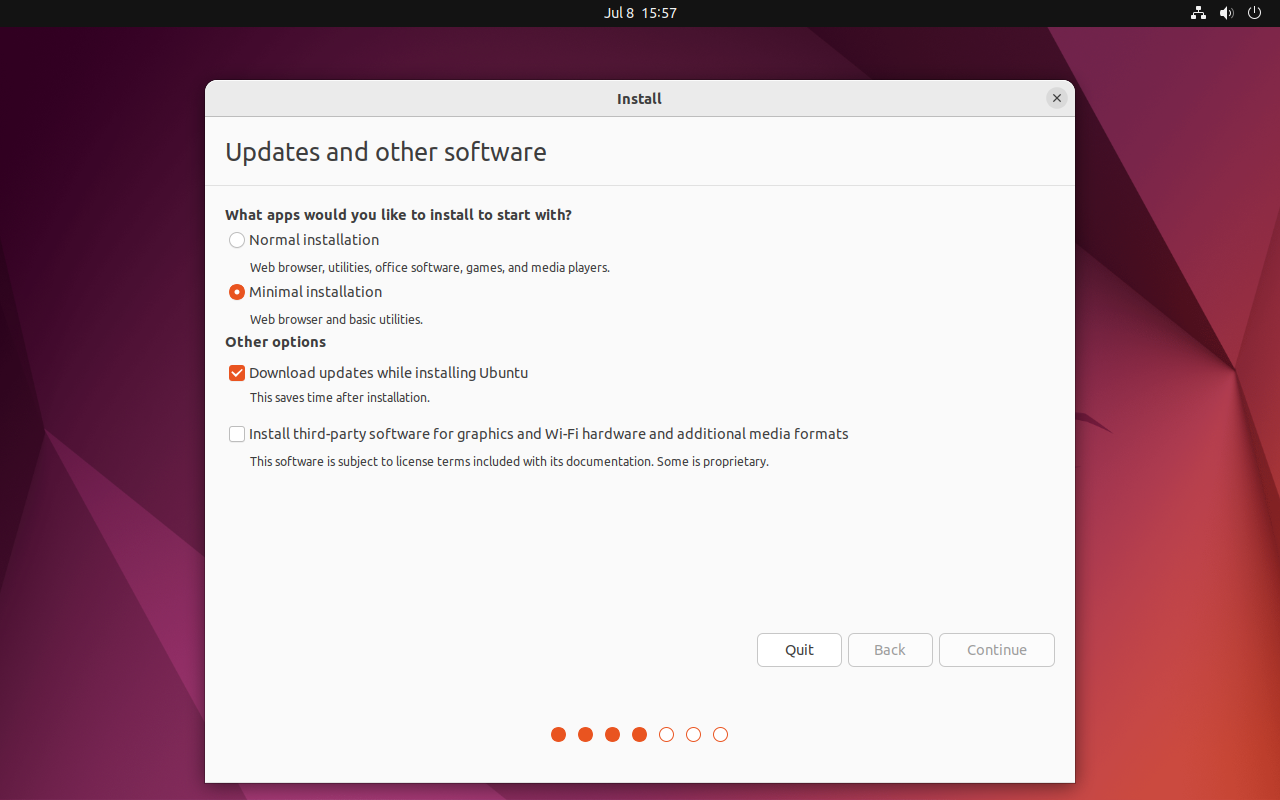 Jul 8 15:57
Install
Updates and other software
What apps would you like to install to start with?
Normal installation
Web browser, utilities, office software, games, and media players.
Minimal installation
Web browser and basic utilities.
Other options
Download updates while installing Ubuntu
This saves time after installation.
Install third-party software for graphics and Wi-Fi hardware and additional media formats
This software is subject to license terms included with its documentation. Some is proprietary.
Quit Back Continue